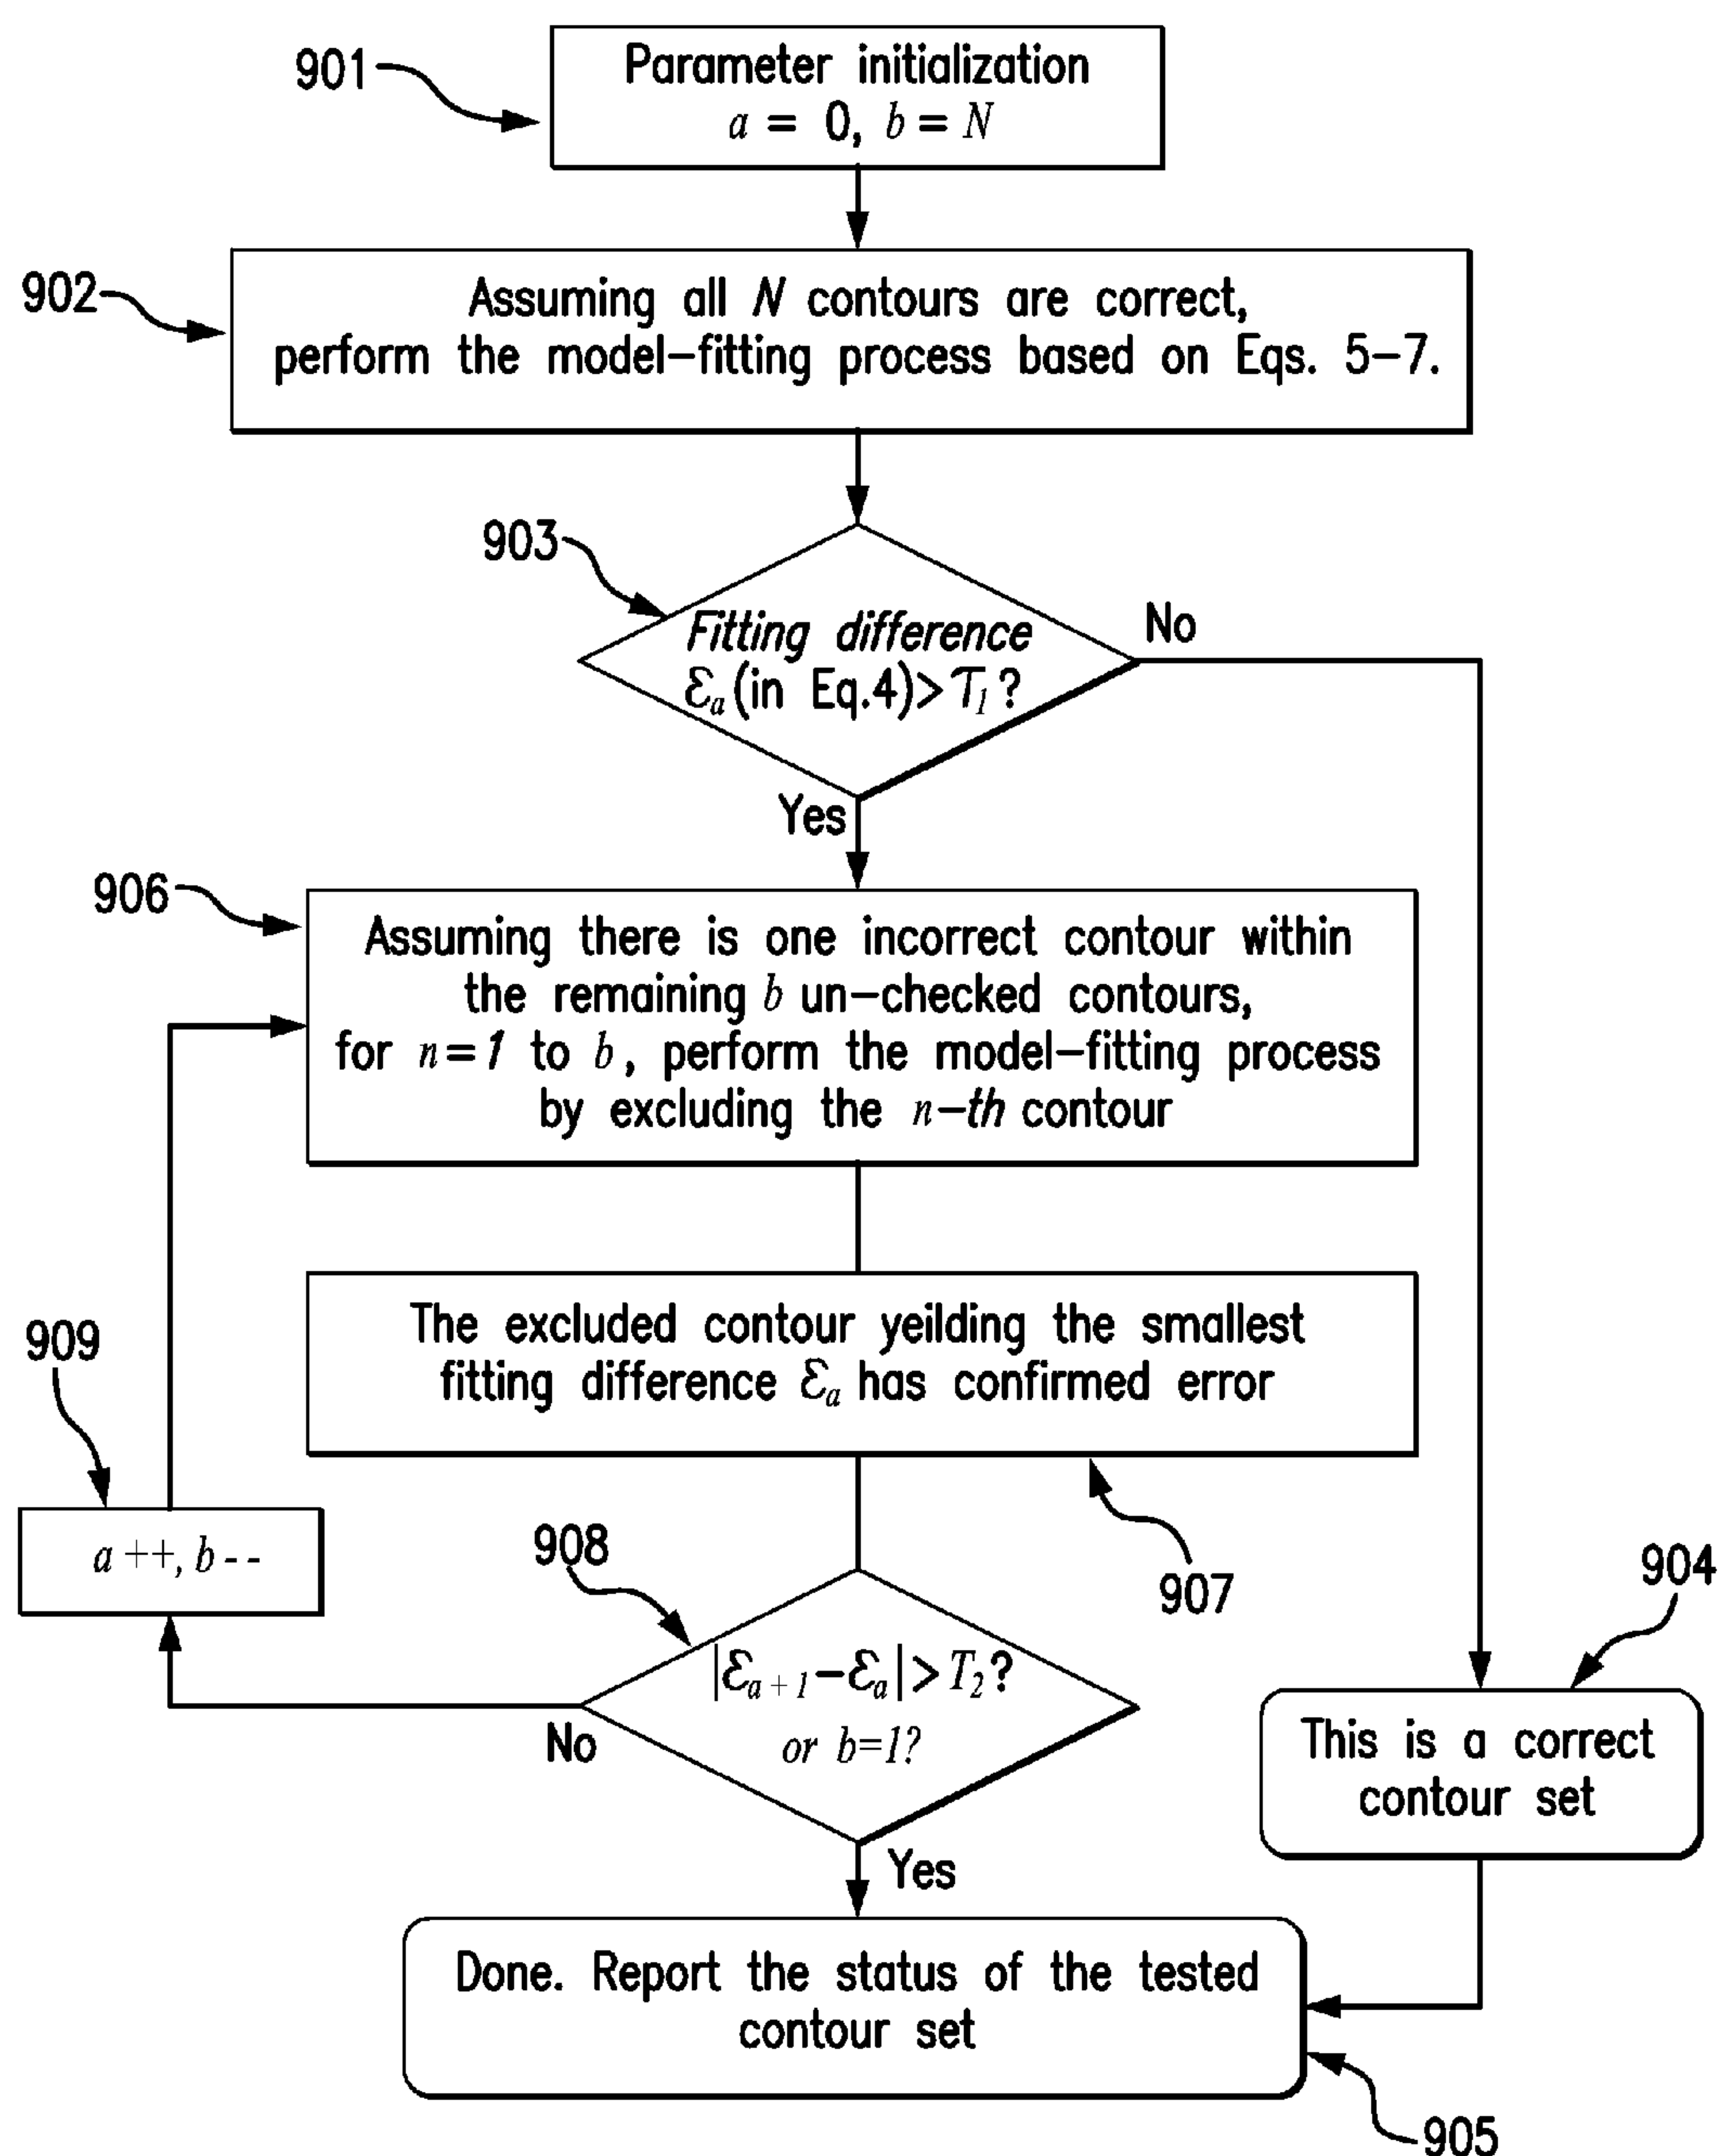 901
Parameter initialization
a = 0, b = N
902
Assuming all N contours are correct,
perform the model-fitting process based on Eqs. 5-7.
903
Fitting difference
Ɛₐ (in Eq.4) > T₁ ?
No
Yes
906
Assuming there is one incorrect contour within
the remaining b un-checked contours,
for n=1 to b, perform the model-fitting process
by excluding the n-th contour
The excluded contour yeilding the smallest
fitting difference Ɛₐ has confirmed error
907
909
a ++, b - -
908
|Ɛₐ₊₁ - Ɛₐ| > T₂ ?
or b=1?
No
Yes
904
This is a correct
contour set
Done. Report the status of the tested
contour set
905